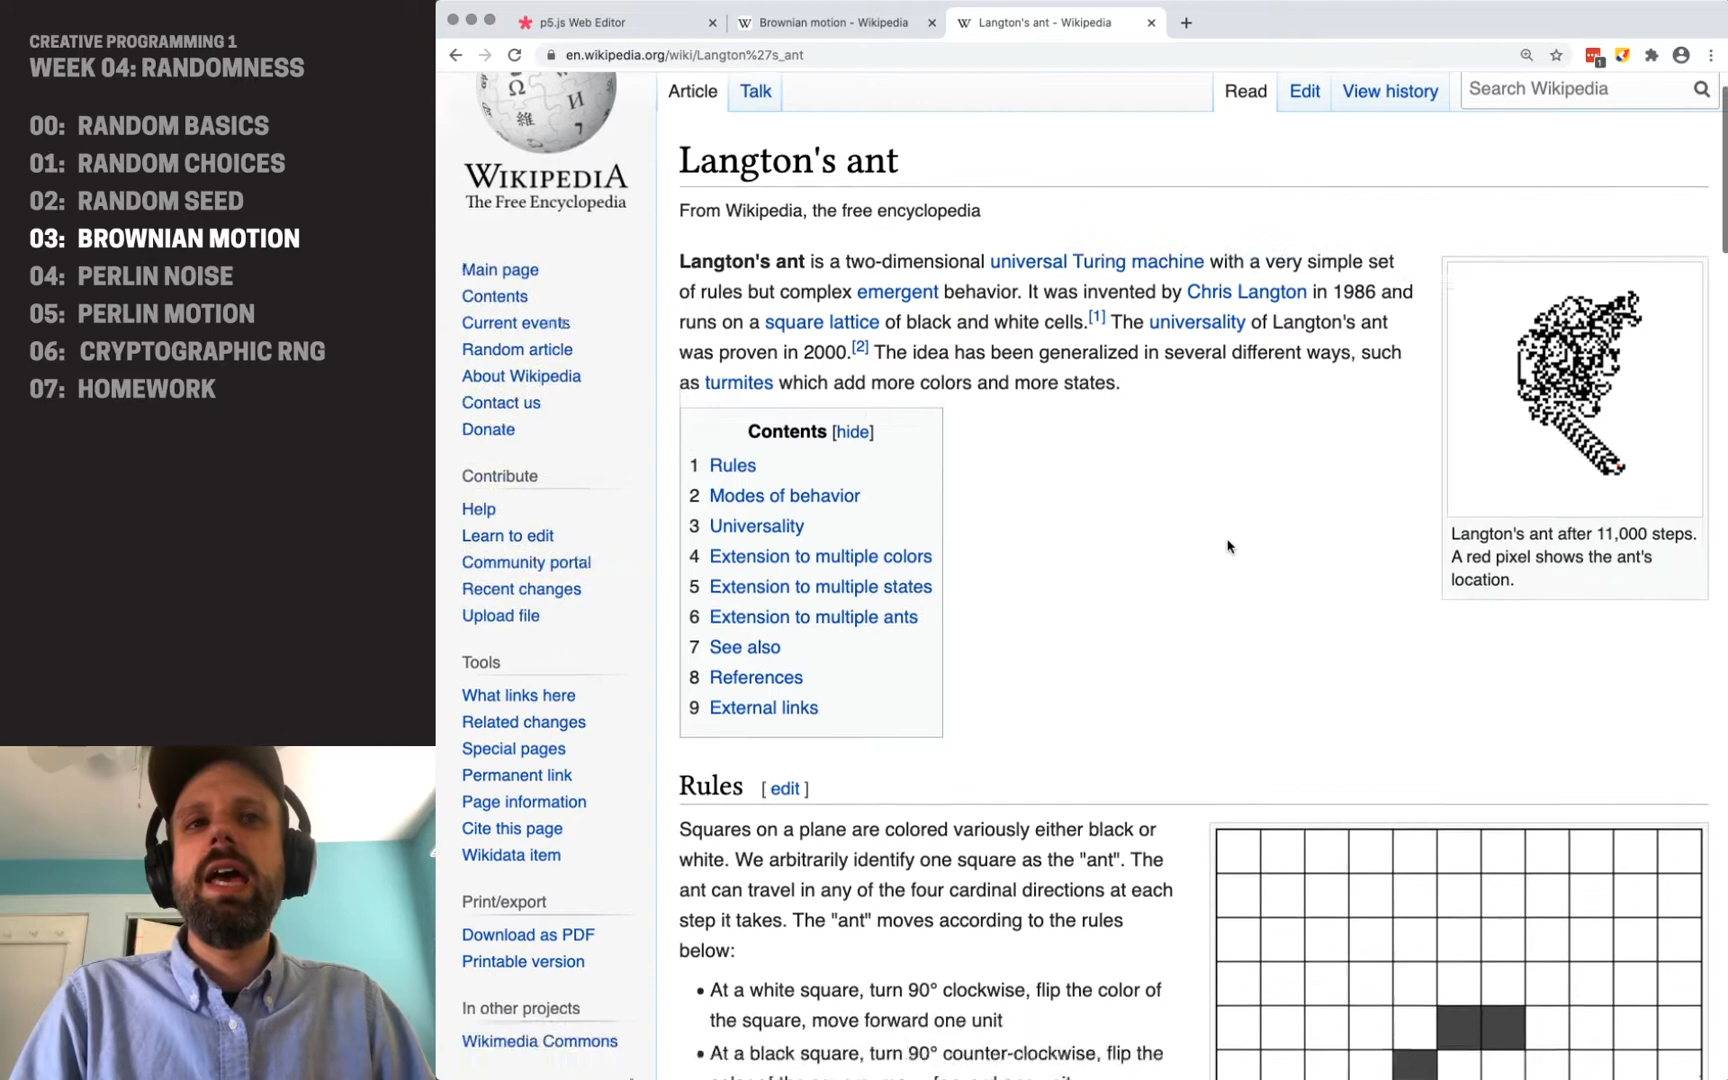 CREATIVE PROGRAMMING 1
WEEK 04: RANDOMNESS
00: RANDOM BASICS
01: RANDOM CHOICES
02: RANDOM SEED
03: BROWNIAN MOTION
04: PERLIN NOISE
05: PERLIN MOTION
06: CRYPTOGRAPHIC RNG
07: HOMEWORK
p5.js Web Editor
Brownian motion - Wikipedia
Langton's ant - Wikipedia
en.wikipedia.org/wiki/Langton%27s_ant
1
Ω
И
維
7
WIKIPEDIA
The Free Encyclopedia
Main page
Contents
Current events
Random article
About Wikipedia
Contact us
Donate
Contribute
Help
Learn to edit
Community portal
Recent changes
Upload file
Tools
What links here
Related changes
Special pages
Permanent link
Page information
Cite this page
Wikidata item
Print/export
Download as PDF
Printable version
In other projects
Wikimedia Commons
Article Talk
Read Edit View history
Search Wikipedia
Langton's ant
From Wikipedia, the free encyclopedia
Langton's ant is a two-dimensional universal Turing machine with a very simple set
of rules but complex emergent behavior. It was invented by Chris Langton in 1986 and
runs on a square lattice of black and white cells.[1] The universality of Langton's ant
was proven in 2000.[2] The idea has been generalized in several different ways, such
as turmites which add more colors and more states.
Langton's ant after 11,000 steps.
A red pixel shows the ant's
location.
Contents [hide]
1 Rules
2 Modes of behavior
3 Universality
4 Extension to multiple colors
5 Extension to multiple states
6 Extension to multiple ants
7 See also
8 References
9 External links
Rules [ edit ]
Squares on a plane are colored variously either black or
white. We arbitrarily identify one square as the "ant". The
ant can travel in any of the four cardinal directions at each
step it takes. The "ant" moves according to the rules
below:
• At a white square, turn 90° clockwise, flip the color of
the square, move forward one unit
• At a black square, turn 90° counter-clockwise, flip the